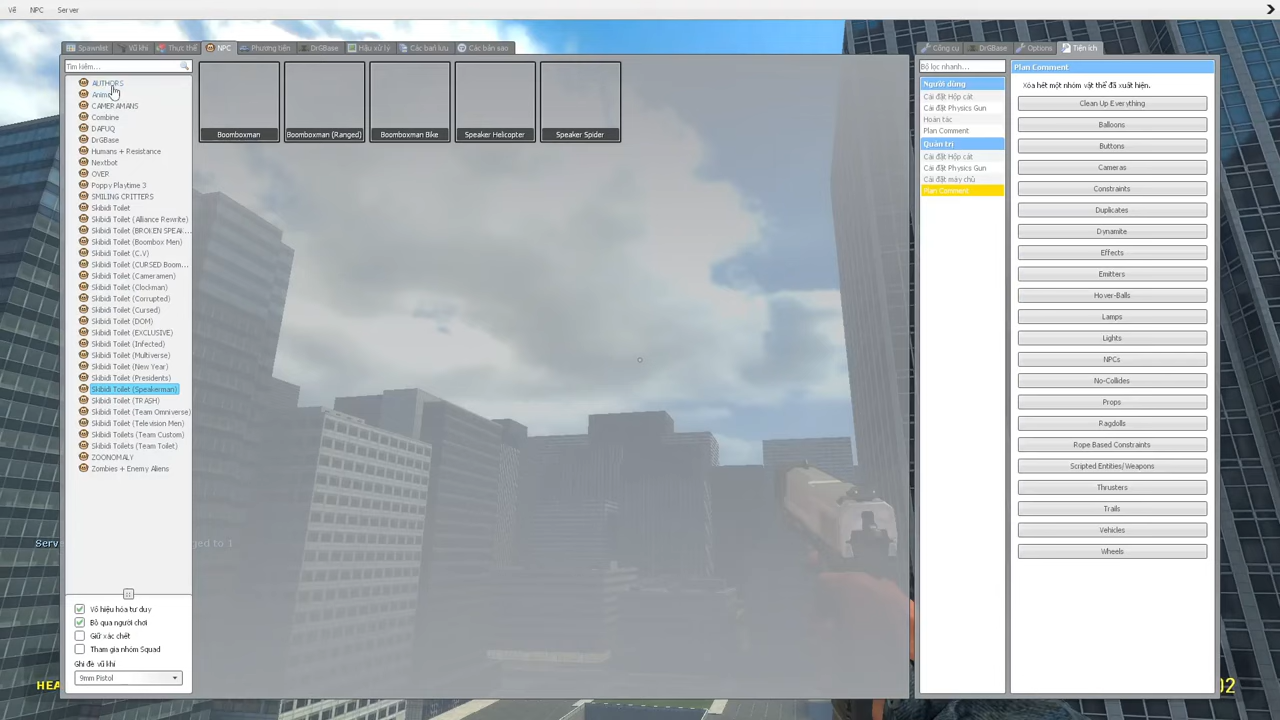 Vẽ NPC Server
Spawnlist Vũ khí Thực thể NPC Phương tiện DrGBase Hậu xử lý Các bản lưu Các bản sao
Tìm kiếm...
AUTHORS
CAMERAMANS
Combine
DAFUQ
DrGBase
Humans + Resistance
Nextbot
OVER
Poppy Playtime 3
SMILING CRITTERS
Skibidi Toilet
Skibidi Toilet (Alliance Rewrite)
Skibidi Toilet (BROKEN SPEAK...
Skibidi Toilet (Boombox Men)
Skibidi Toilet (C.V)
Skibidi Toilet (CURSED Boom...
Skibidi Toilet (Cameramen)
Skibidi Toilet (Clockman)
Skibidi Toilet (Corrupted)
Skibidi Toilet (Cursed)
Skibidi Toilet (DOM)
Skibidi Toilet (EXCLUSIVE)
Skibidi Toilet (Infected)
Skibidi Toilet (Multiverse)
Skibidi Toilet (New Year)
Skibidi Toilet (Presidents)
Skibidi Toilet (Speakerman)
Skibidi Toilet (TRASH)
Skibidi Toilet (Team Omniverse)
Skibidi Toilet (Television Men)
Skibidi Toilets (Team Custom)
Skibidi Toilets (Team Toilet)
ZOONOMALY
Zombies + Enemy Aliens
Vô hiệu hóa tư duy
Bỏ qua người chơi
Giữ xác chết
Tham gia nhóm Squad
Ghi đè vũ khí
9mm Pistol
Boomboxman
Boomboxman (Ranged)
Boomboxman Bike
Speaker Helicopter
Speaker Spider
Công cụ DrGBase Options Tiện ích
Bộ lọc nhanh...
Người dùng
Cài đặt Hộp cát
Cài đặt Physics Gun
Hoàn tác
Plan Comment
Quản trị
Cài đặt Hộp cát
Cài đặt Physics Gun
Cài đặt máy chủ
Plan Comment
Plan Comment
Xóa hết một nhóm vật thể đã xuất hiện.
Clean Up Everything
Balloons
Buttons
Cameras
Constraints
Duplicates
Dynamite
Effects
Emitters
Hover-Balls
Lamps
Lights
NPCs
No-Collides
Props
Ragdolls
Rope Based Constraints
Scripted Entities/Weapons
Thrusters
Trails
Vehicles
Wheels